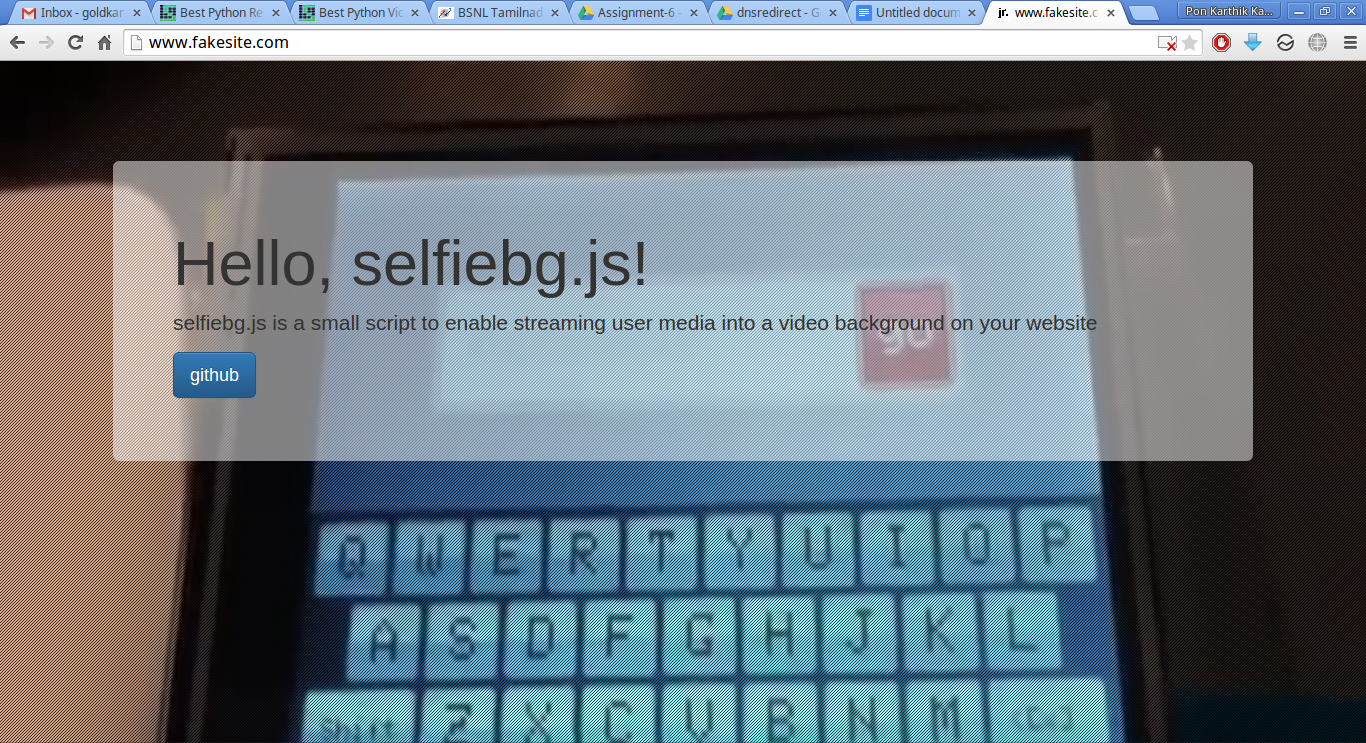 Inbox - goldkar
Best Python Re
Best Python Vic
BSNL Tamilnad
Assignment-6 -
dnsredirect - G
Untitled docum
jr. www.fakesite.c
Pon Karthik Ka...
www.fakesite.com
Hello, selfiebg.js!
selfiebg.js is a small script to enable streaming user media into a video background on your website
go
github
Q W E R T Y U I O P
A S D F G H J K L
Shift Z X C V B N M